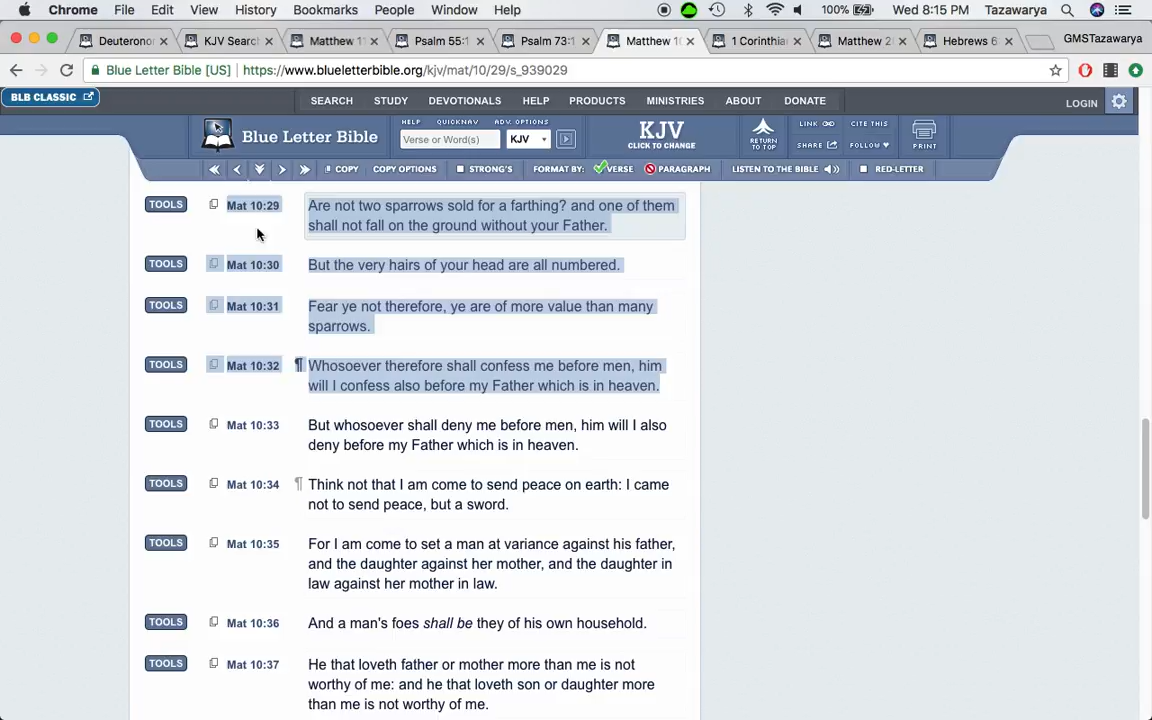 Chrome File Edit View History Bookmarks People Window Help 100% Wed 8:15 PM Tazawarya
Deuteronom KJV Search Matthew 11 Psalm 55:1 Psalm 73:1 Matthew 10 1 Corinthia Matthew 2 Hebrews 6 GMSTazawarya
Blue Letter Bible [US] https://www.blueletterbible.org/kjv/mat/10/29/s_939029
BLB CLASSIC
SEARCH STUDY DEVOTIONALS HELP PRODUCTS MINISTRIES ABOUT DONATE LOGIN
Blue Letter Bible
HELP QUICKNAV ADV. OPTIONS
Verse or Word(s) KJV
KJV
CLICK TO CHANGE
RETURN
TO TOP
LINK CITE THIS
SHARE FOLLOW
PRINT
COPY COPY OPTIONS STRONG'S FORMAT BY: VERSE PARAGRAPH LISTEN TO THE BIBLE RED-LETTER
TOOLS Mat 10:29 Are not two sparrows sold for a farthing? and one of them
shall not fall on the ground without your Father.
TOOLS Mat 10:30 But the very hairs of your head are all numbered.
TOOLS Mat 10:31 Fear ye not therefore, ye are of more value than many
sparrows.
TOOLS Mat 10:32 ¶ Whosoever therefore shall confess me before men, him
will I confess also before my Father which is in heaven.
TOOLS Mat 10:33 But whosoever shall deny me before men, him will I also
deny before my Father which is in heaven.
TOOLS Mat 10:34 ¶ Think not that I am come to send peace on earth: I came
not to send peace, but a sword.
TOOLS Mat 10:35 For I am come to set a man at variance against his father,
and the daughter against her mother, and the daughter in
law against her mother in law.
TOOLS Mat 10:36 And a man's foes shall be they of his own household.
TOOLS Mat 10:37 He that loveth father or mother more than me is not
worthy of me: and he that loveth son or daughter more
than me is not worthy of me.